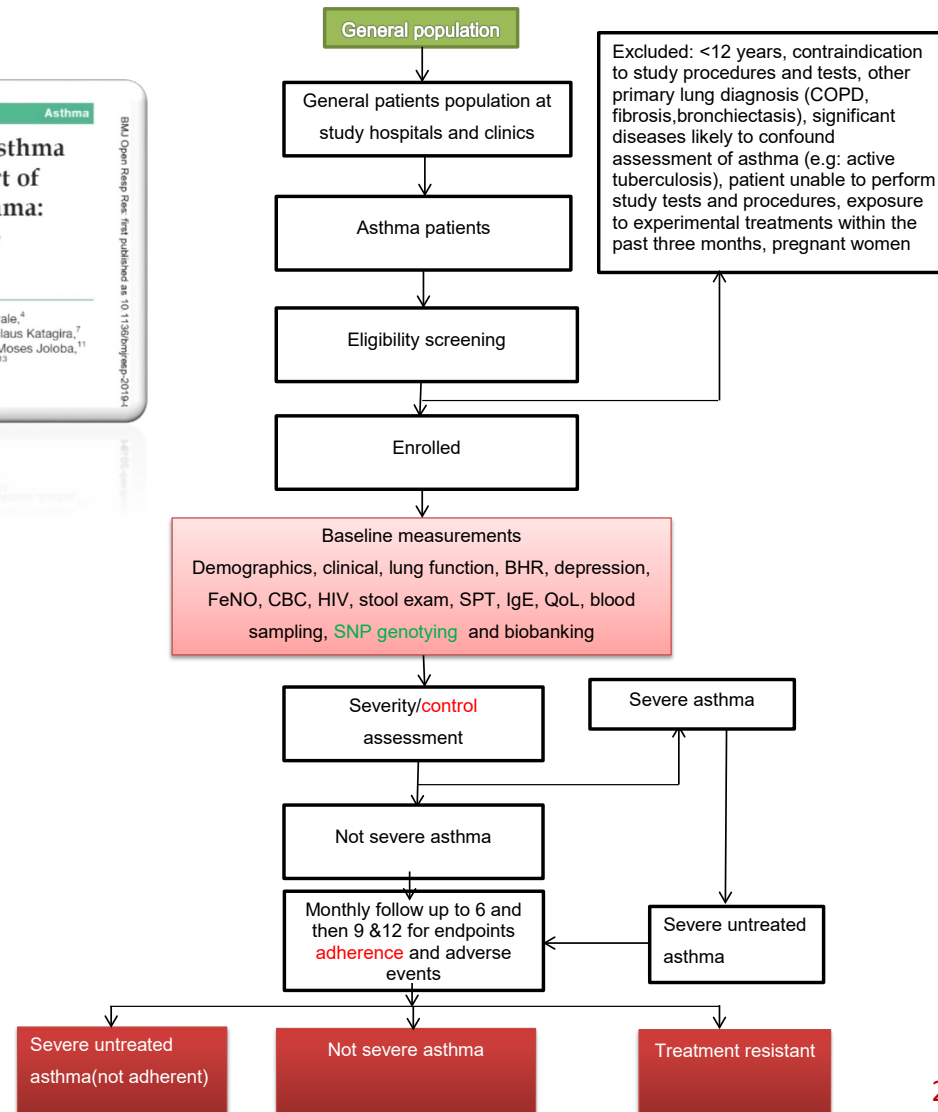 General population
General patients population at
study hospitals and clinics
Excluded: <12 years, contraindication
to study procedures and tests, other
primary lung diagnosis (COPD,
fibrosis,bronchiectasis), significant
diseases likely to confound
assessment of asthma (e.g: active
tuberculosis), patient unable to perform
study tests and procedures, exposure
to experimental treatments within the
past three months, pregnant women
Asthma
sthma
t of
ma:
ale,4
laus Katagira,7
Moses Joloba,11
13
BMJ Open Resp Res: first published as 10.1136/bmjresp-2019-
Asthma patients
Eligibility screening
Enrolled
Baseline measurements
Demographics, clinical, lung function, BHR, depression,
FeNO, CBC, HIV, stool exam, SPT, IgE, QoL, blood
sampling, SNP genotying and biobanking
Severity/control
assessment
Severe asthma
Not severe asthma
Monthly follow up to 6 and
then 9 &12 for endpoints
adherence and adverse
events
Severe untreated
asthma
Severe untreated
asthma(not adherent)
Not severe asthma
Treatment resistant
2